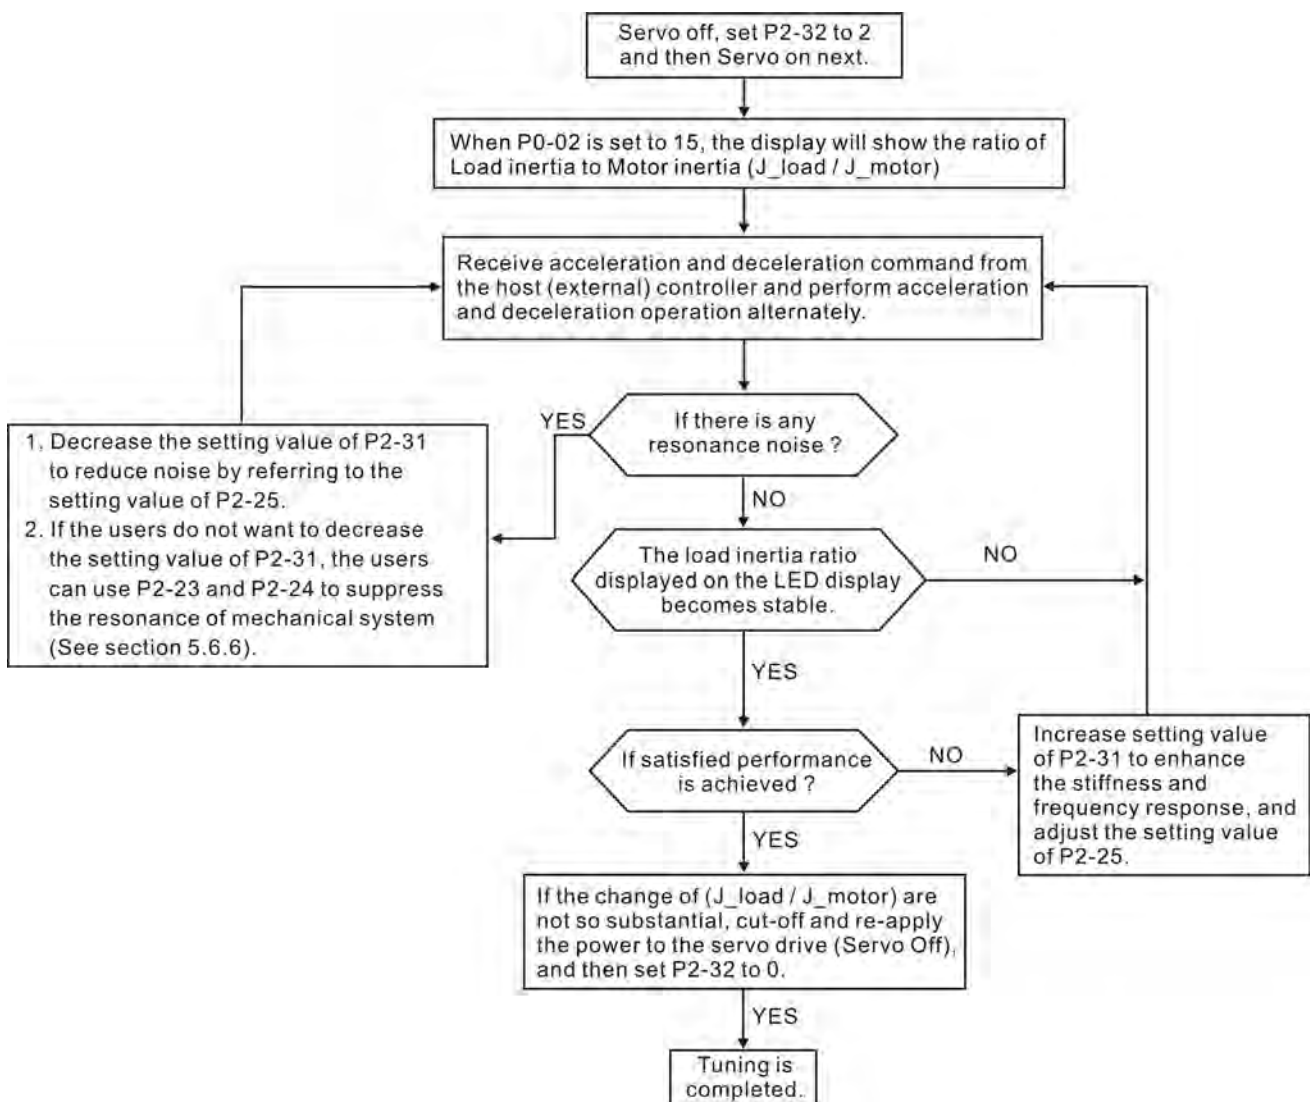 Servo off, set P2-32 to 2
and then Servo on next.
When P0-02 is set to 15, the display will show the ratio of
Load inertia to Motor inertia (J_load / J_motor)
Receive acceleration and deceleration command from
the host (external) controller and perform acceleration
and deceleration operation alternately.
If there is any
resonance noise ?
YES
1. Decrease the setting value of P2-31
to reduce noise by referring to the
setting value of P2-25.
2. If the users do not want to decrease
the setting value of P2-31, the users
can use P2-23 and P2-24 to suppress
the resonance of mechanical system
(See section 5.6.6).
NO
The load inertia ratio
displayed on the LED display
becomes stable.
NO
YES
If satisfied performance
is achieved ?
NO
Increase setting value
of P2-31 to enhance
the stiffness and
frequency response, and
adjust the setting value
of P2-25.
YES
If the change of (J_load / J_motor) are
not so substantial, cut-off and re-apply
the power to the servo drive (Servo Off),
and then set P2-32 to 0.
YES
Tuning is
completed.